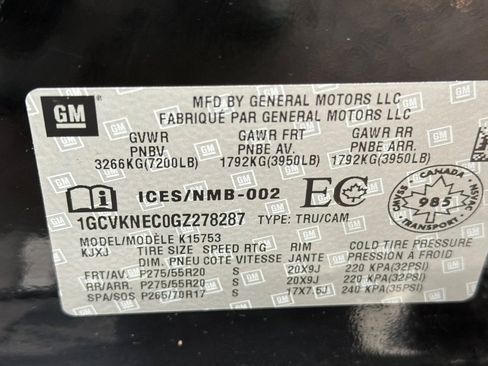 GM
MFD BY GENERAL MOTORS LLC
FABRIQUÉ PAR GENERAL MOTORS LLC
GVWR GAWR FRT GAWR RR
PNBV PNBE AV. PNBE ARR.
3266KG(7200LB) 1792KG(3950LB) 1792KG(3950LB)
i ICES/NMB-002 EC CANADA 985 NSVAC SVNMAC
1GCVKNEC0GZ278287 TYPE: TRU/CAM
MODEL/MODÈLE K15753
KJXJ TIRE SIZE SPEED RTG RIM COLD TIRE PRESSURE
DIM. PNEU COTE VITESSE JANTE PRESSION A FROID
FRT/AV. P275/55R20 S 20X9J 220 KPA(32PSI)
RR/ARR. P275/55R20 S 20X9J 220 KPA(32PSI)
SPA/SOS P265/70R17 S 17X7.5J 240 KPA(35PSI)